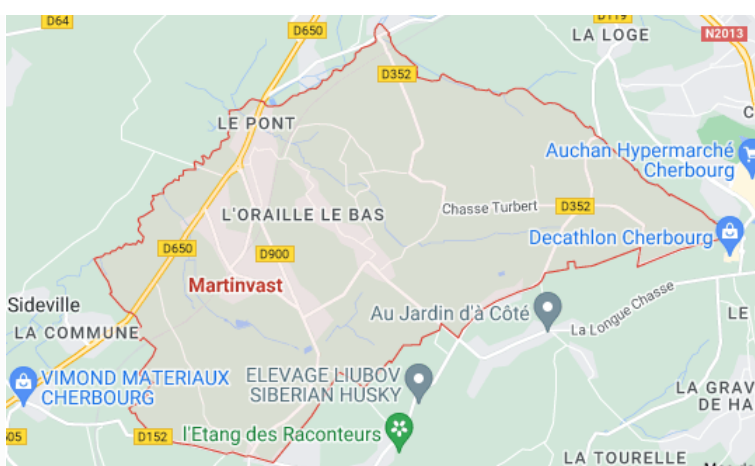 D64
D650
D119
LA LOGE
N2013
D352
LE PONT
Auchan Hypermarché
Cherbourg
L'ORAILLE LE BAS
Chasse Turbert
D352
D650
D900
Decathlon Cherbourg
Martinvast
Sideville
Au Jardin d'à Côté
La Longue Chasse
LE
LA COMMUNE
VIMOND MATERIAUX
CHERBOURG
ELEVAGE LIUBOV
SIBERIAN HUSKY
LA GRAV
DE HA
D152
l'Etang des Raconteurs
LA TOURELLE